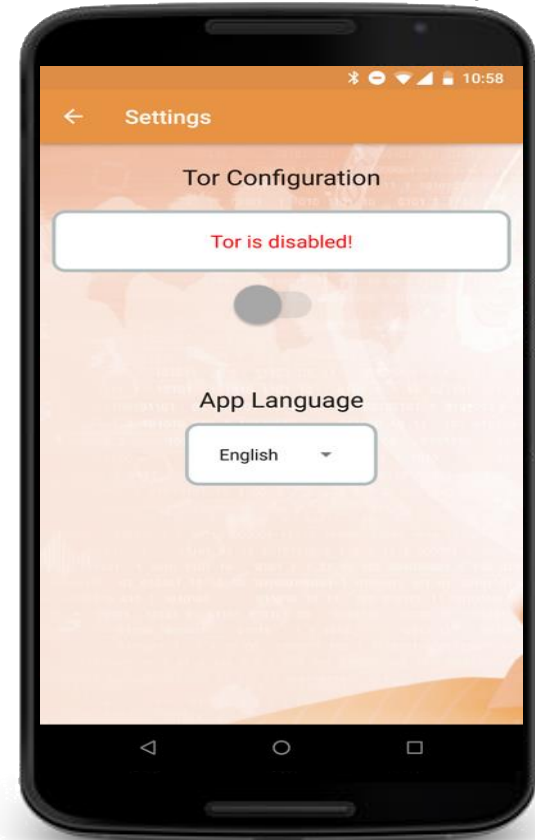 10:58
Settings
Tor Configuration
Tor is disabled!
App Language
English